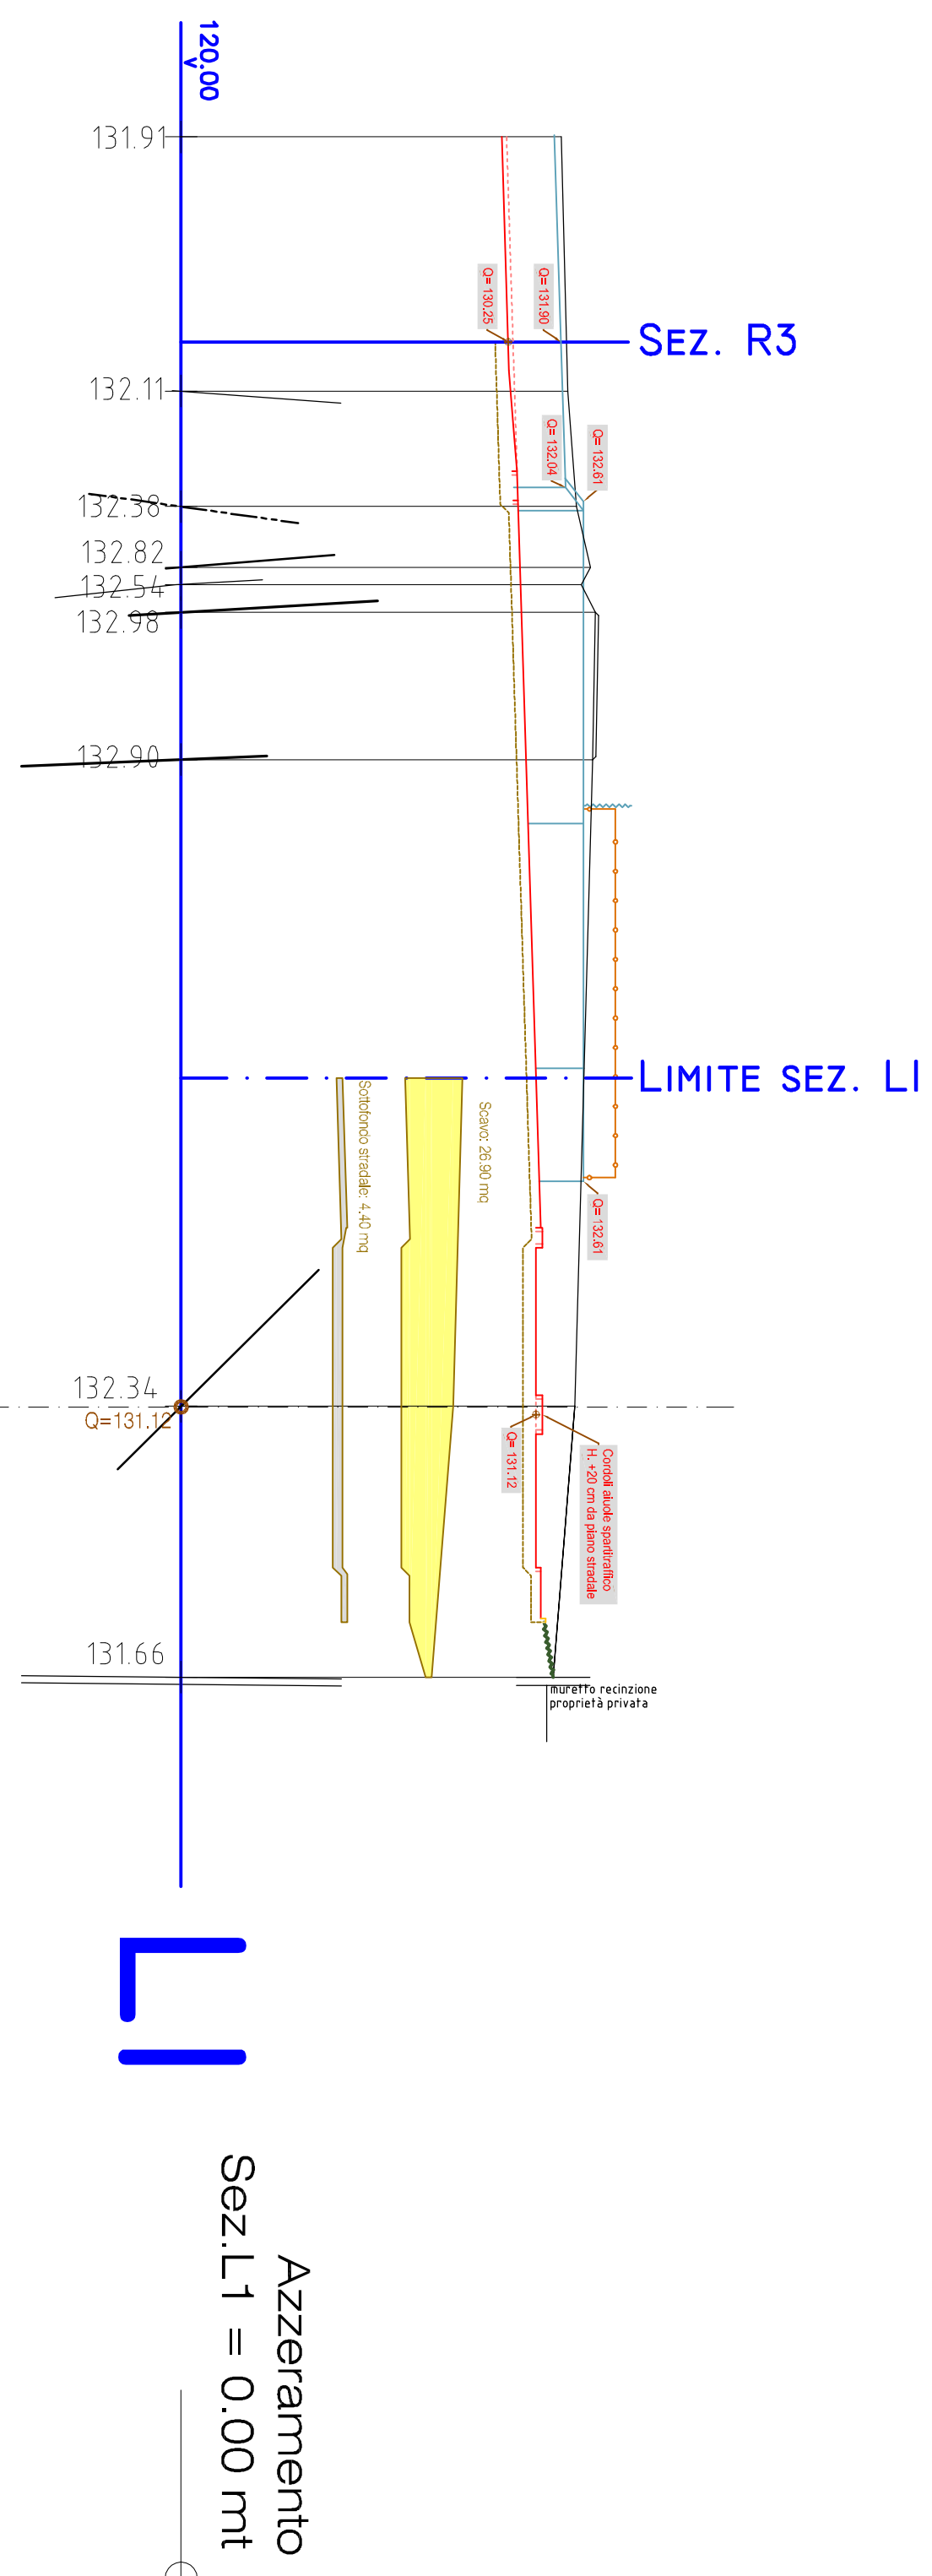 120.00
131.91
Q= 130.25
Q= 131.90
SEZ. R3
132.11
Q= 132.04
Q= 132.61
132.38
132.82
132.54
132.98
132.90
LIMITE SEZ. L1
Sottofondo stradale: 4.40 mq
Scavo: 26.90 mq
Q= 132.61
132.34
Q=131.12
Q= 131.12
Cordoli aiuole spartitraffico
H. +20 cm da piano stradale
131.66
muretto recinzione
proprietà privata
L1
Azzeramento
Sez.L1 = 0.00 mt